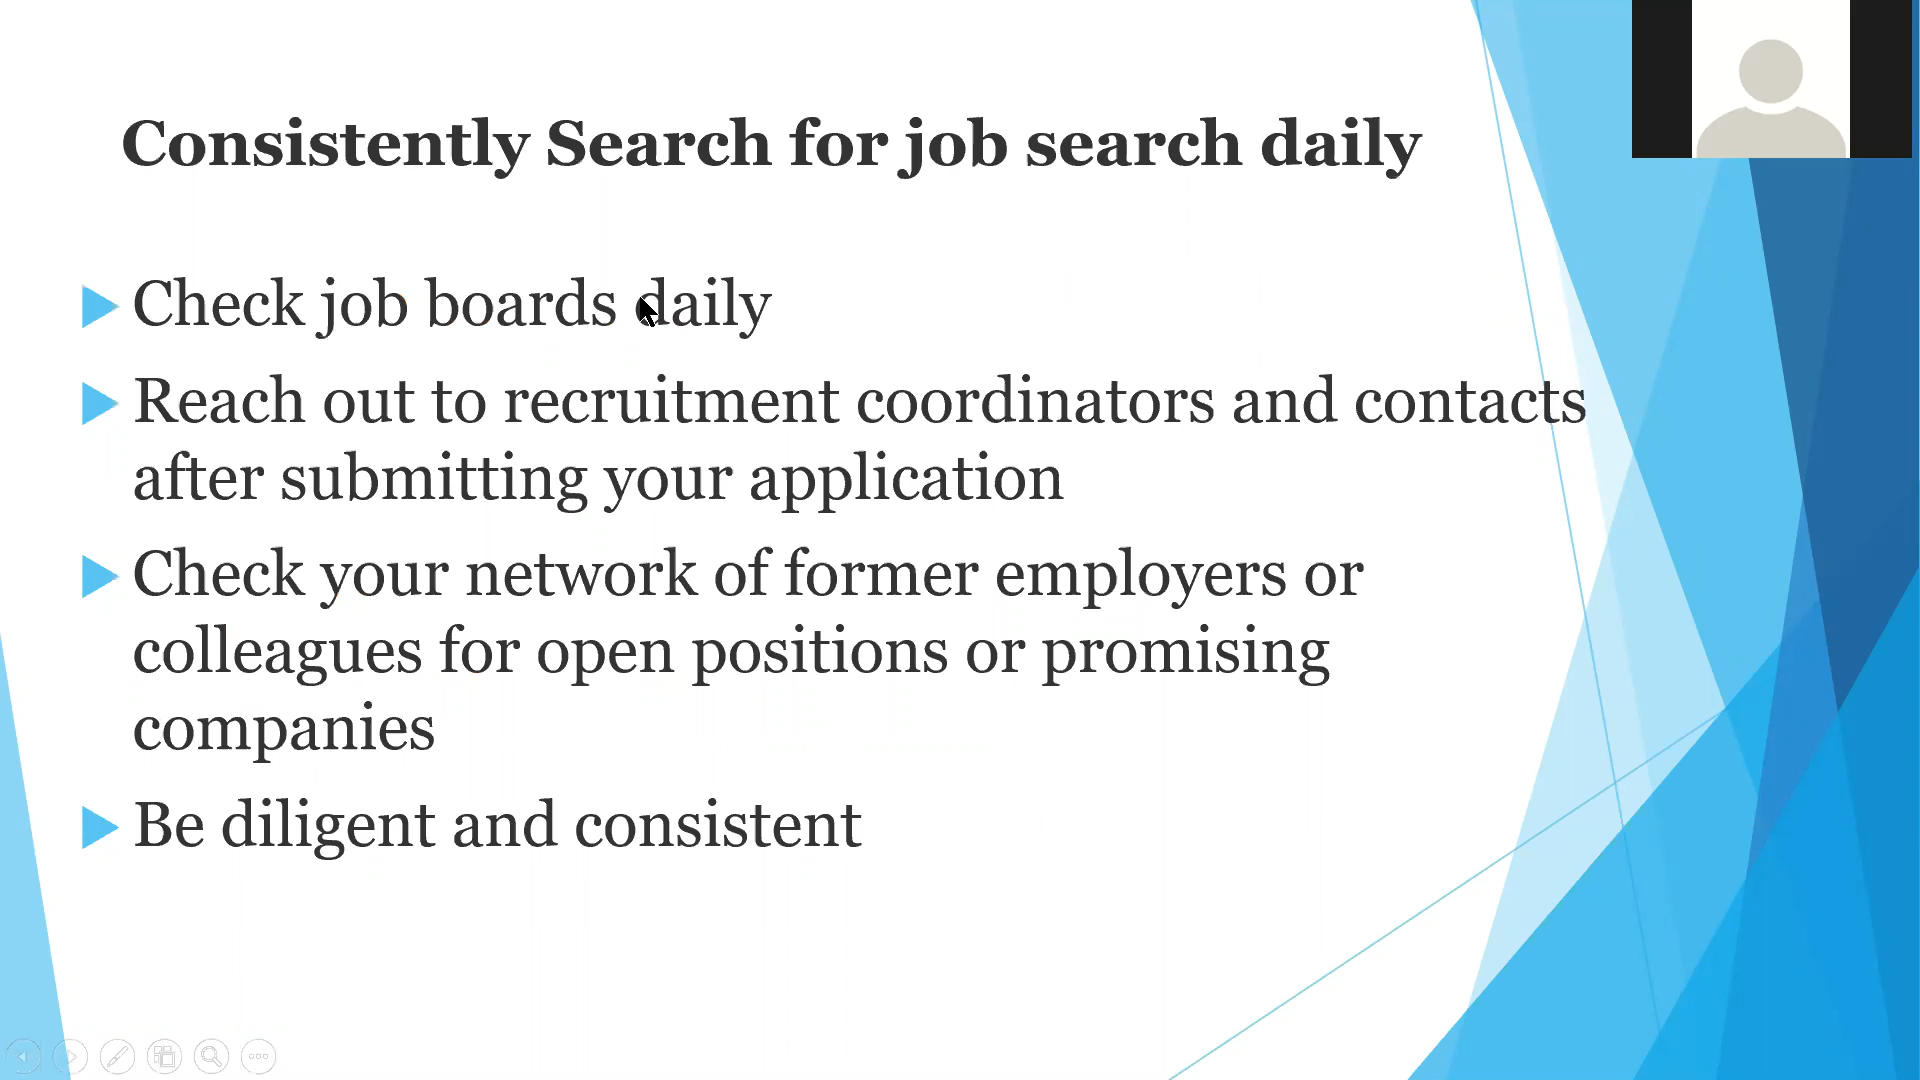 Consistently Search for job search daily
Check job boards daily
Reach out to recruitment coordinators and contacts
after submitting your application
Check your network of former employers or
colleagues for open positions or promising
companies
Be diligent and consistent